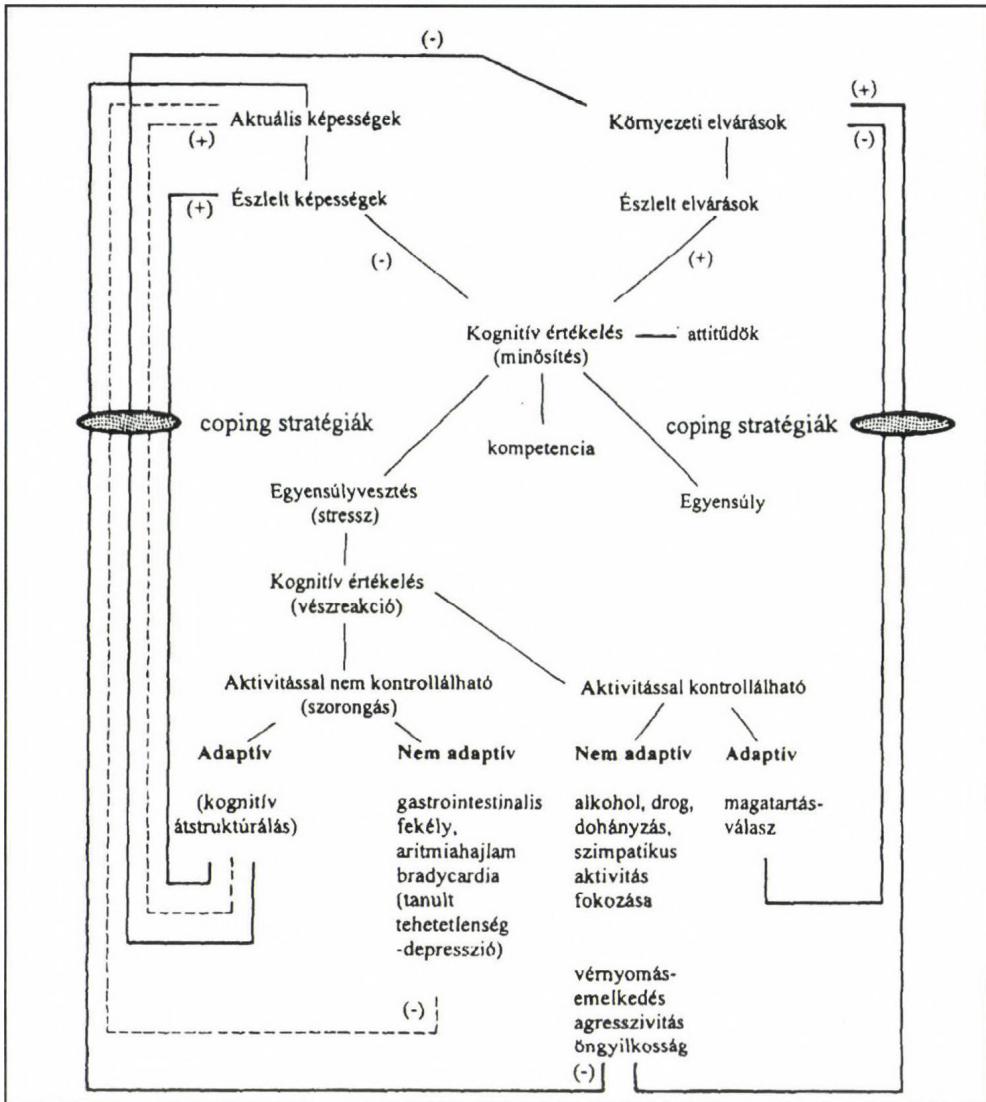 (-)
(+)
Aktuális képességek
Környezeti elvárások
(+)
(-)
Észlelt képességek
Észlelt elvárások
(+)
(-)
(+)
Kognitív értékelés
(minősítés)
attitűdök
coping stratégiák
coping stratégiák
kompetencia
Egyensúlyvesztés
(stressz)
Egyensúly
Kognitív értékelés
(vészreakció)
Aktivitással nem kontrollálható
(szorongás)
Aktivitással kontrollálható
Adaptív
(kognitív
átstruktúrálás)
Nem adaptív
gastrointestinalis
fekély,
aritmiahajlam
bradycardia
(tanult
tehetetlenség
-depresszió)
Nem adaptív
alkohol, drog,
dohányzás,
szimpatikus
aktivitás
fokozása
vérnyomás-
emelkedés
agresszivitás
öngyilkosság
Adaptív
magatartás-
válasz
(-)
(-)